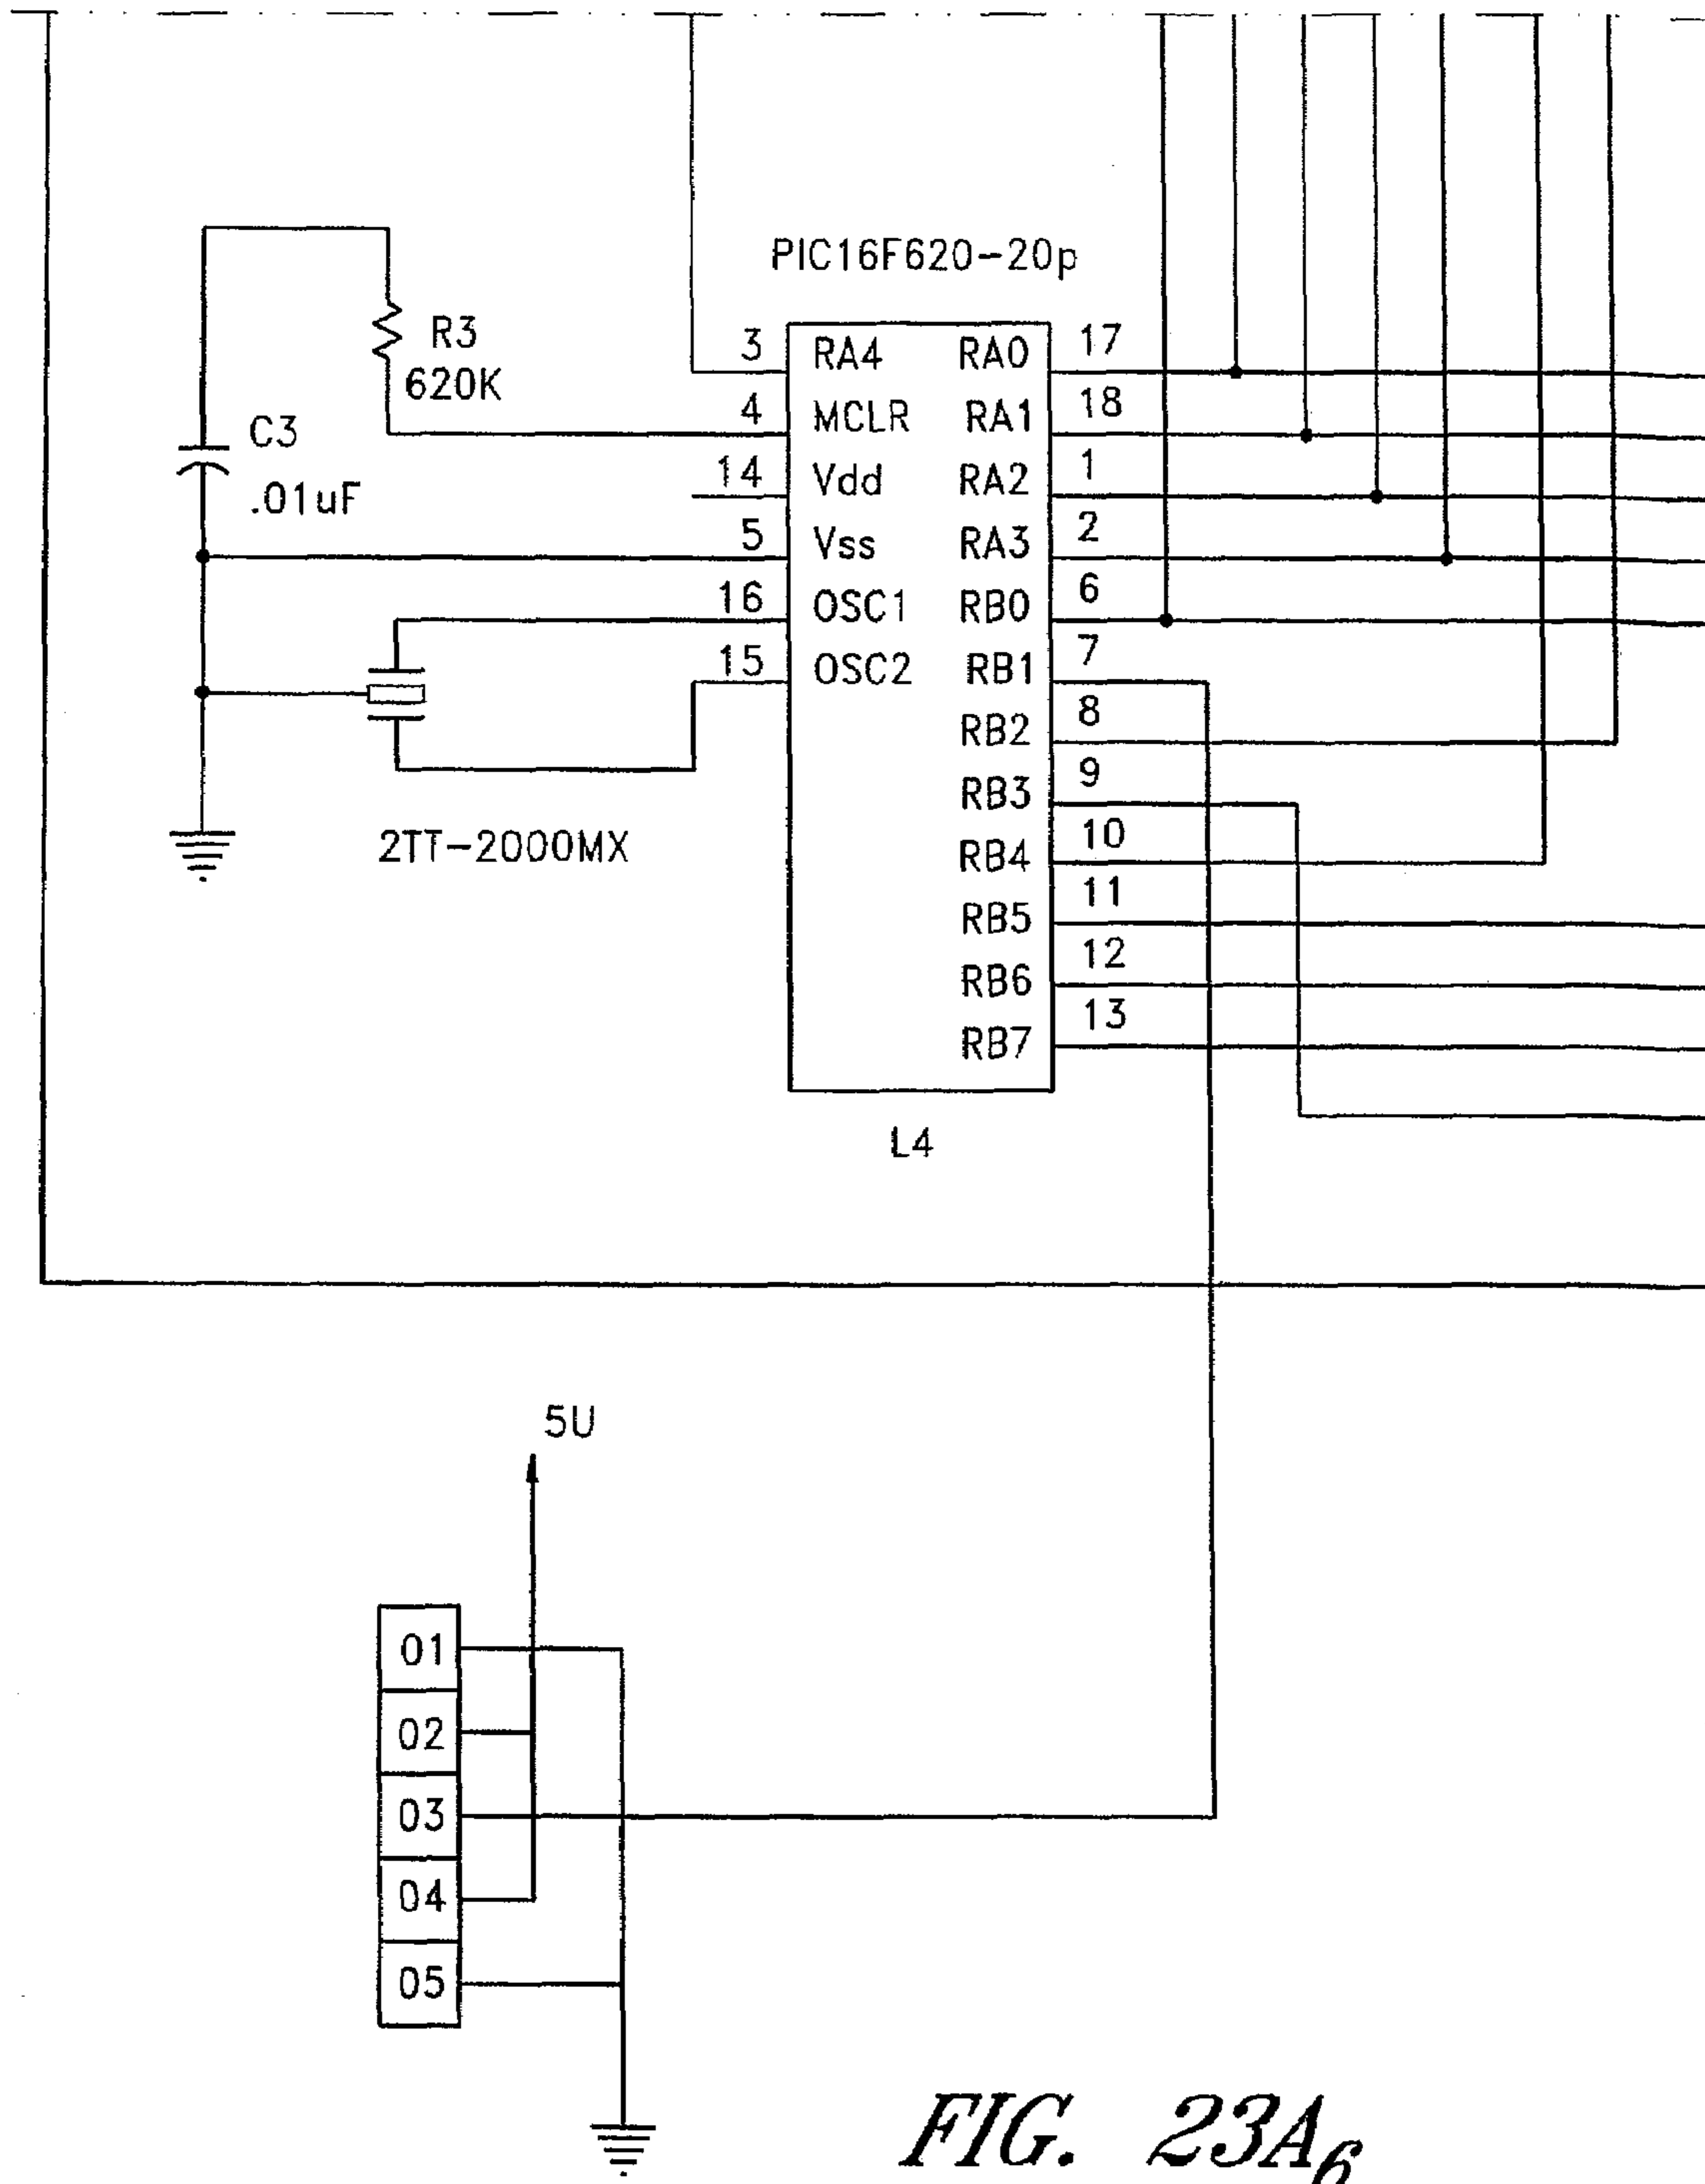 PIC16F620-20p
R3
620K
C3
.01uF
3 RA4 RA0 17
4 MCLR RA1 18
14 Vdd RA2 1
5 Vss RA3 2
16 OSC1 RB0 6
15 OSC2 RB1 7
RB2 8
RB3 9
RB4 10
RB5 11
RB6 12
RB7 13
2TT-2000MX
L4
5U
01
02
03
04
05
FIG. 23A6